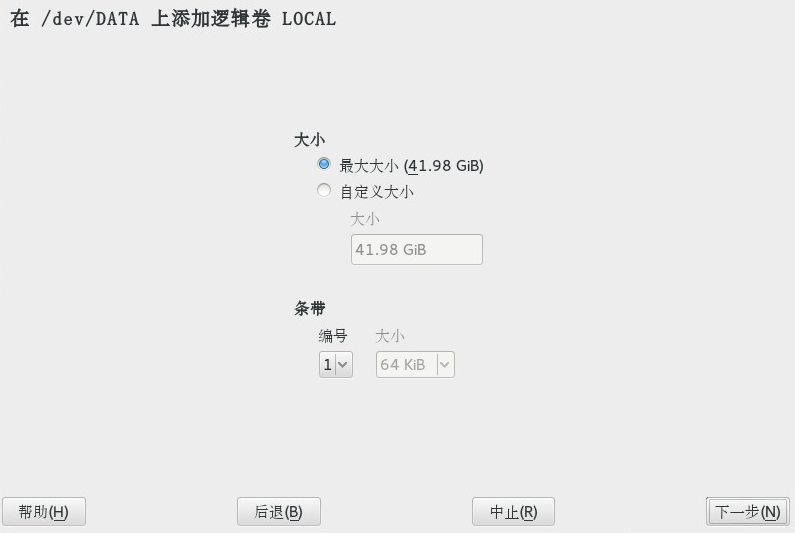 在 /dev/DATA 上添加逻辑卷 LOCAL
大小
最大大小 (41.98 GiB)
自定义大小
大小
41.98 GiB
条带
编号 大小
1 64 KiB
帮助(H) 后退(B) 中止(R) 下一步(N)